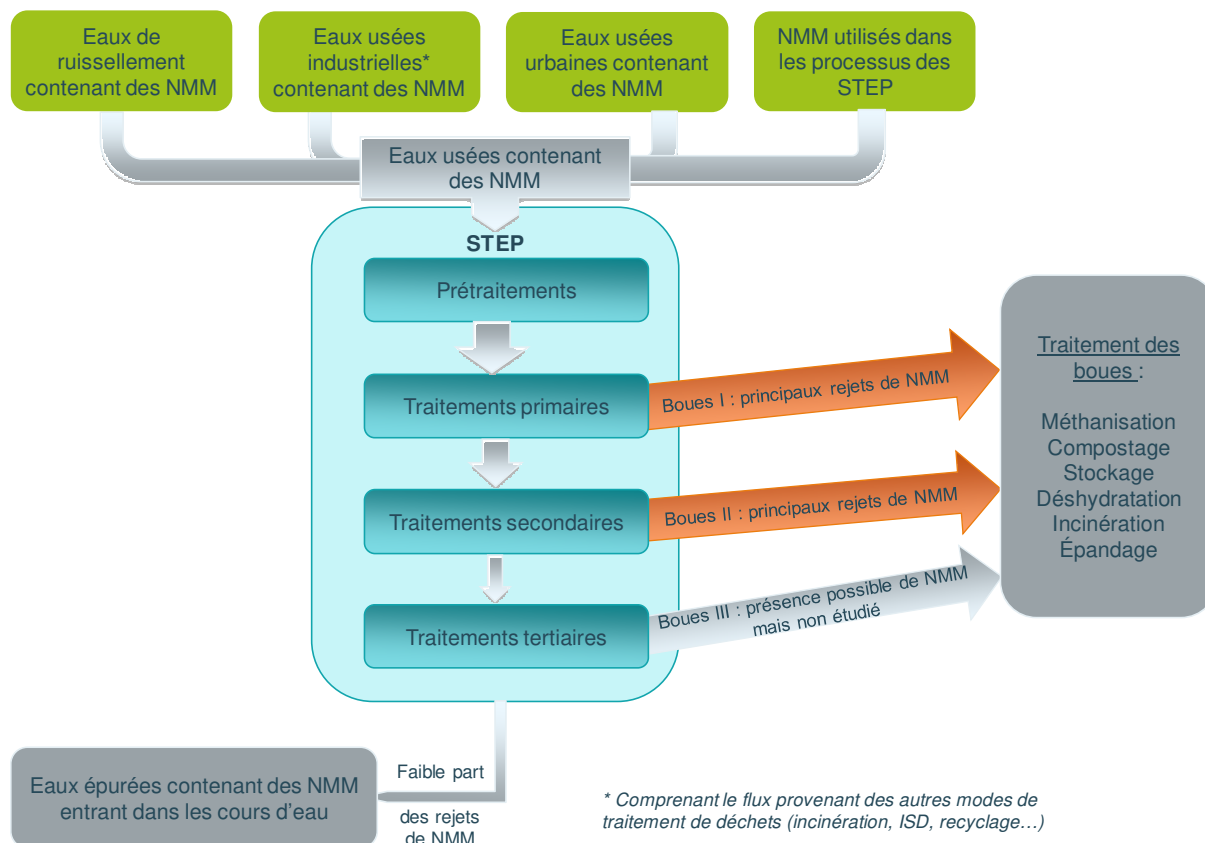 Eaux de
ruissellement
contenant des NMM
Eaux usées
industrielles*
contenant des NMM
Eaux usées
urbaines contenant
des NMM
NMM utilisés dans
les processus des
STEP
Eaux usées contenant
des NMM
STEP
Prétraitements
Traitements primaires
Boues I : principaux rejets de NMM
Traitements secondaires
Boues II : principaux rejets de NMM
Traitements tertiaires
Boues III : présence possible de NMM
mais non étudié
Traitement des
boues :
Méthanisation
Compostage
Stockage
Déshydratation
Incinération
Épandage
Eaux épurées contenant des NMM
entrant dans les cours d’eau
Faible part
des rejets
de NMM
* Comprenant le flux provenant des autres modes de
traitement de déchets (incinération, ISD, recyclage…)